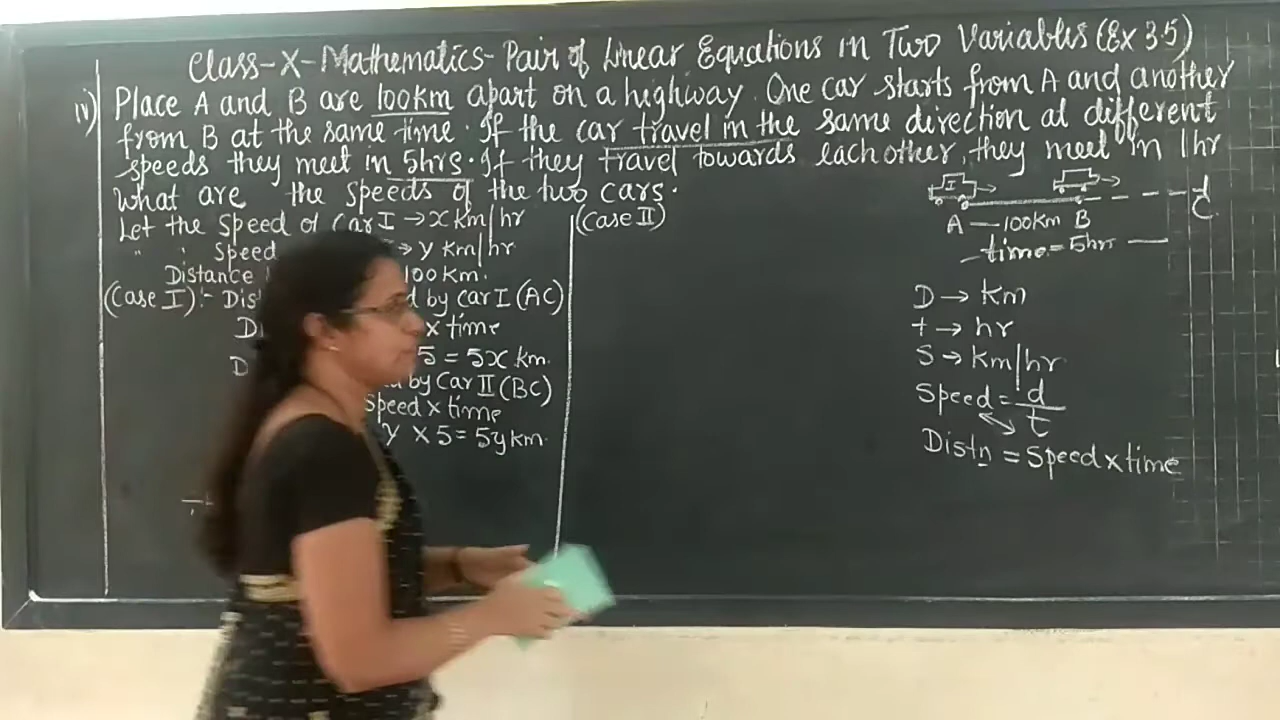 Class-X-Mathematics-Pair of Linear Equations in Two Variables (Ex 3.5)
iv) Place A and B are 100km apart on a highway. One car starts from A and another
from B at the same time. If the car travel in the same direction at different
speeds they meet in 5hrs. If they travel towards each other, they meet in 1hr
What are the speeds of the two cars.
Let the Speed of Car I → x km/hr
" : Speed → y km/hr
Distance 100 km.
(Case I):- by Car I (AC)
x time
5 = 5x km.
by Car II (BC)
Speed x time
y x 5 = 5y km.
(Case II)
I
A — 100Km B C
- time = 5hr —
D → Km
t → hr
S → Km/hr
Speed = d/t
Distn = Speed x time